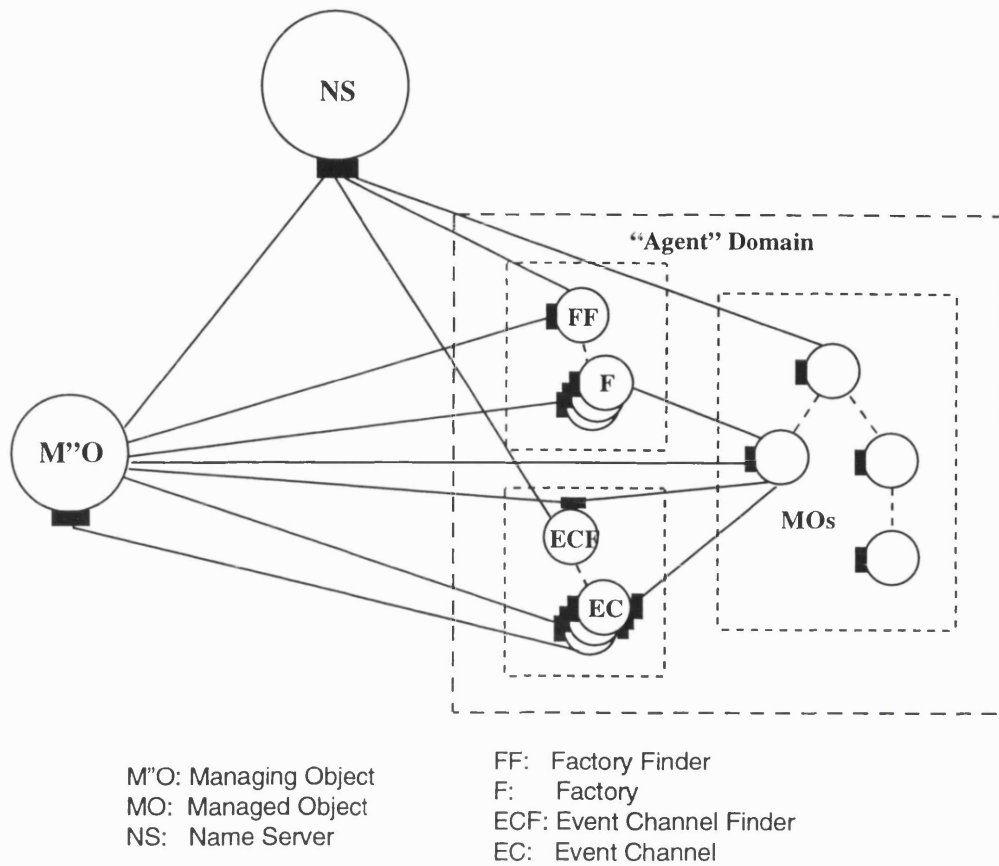 NS
“Agent” Domain
FF
F
M”O
MOs
ECF
EC
M”O: Managing Object
MO: Managed Object
NS: Name Server
FF: Factory Finder
F: Factory
ECF: Event Channel Finder
EC: Event Channel